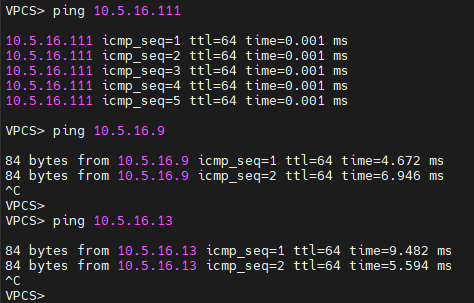 VPCS> ping 10.5.16.111
10.5.16.111 icmp_seq=1 ttl=64 time=0.001 ms
10.5.16.111 icmp_seq=2 ttl=64 time=0.001 ms
10.5.16.111 icmp_seq=3 ttl=64 time=0.001 ms
10.5.16.111 icmp_seq=4 ttl=64 time=0.001 ms
10.5.16.111 icmp_seq=5 ttl=64 time=0.001 ms
VPCS> ping 10.5.16.9
84 bytes from 10.5.16.9 icmp_seq=1 ttl=64 time=4.672 ms
84 bytes from 10.5.16.9 icmp_seq=2 ttl=64 time=6.946 ms
^C
VPCS>
VPCS> ping 10.5.16.13
84 bytes from 10.5.16.13 icmp_seq=1 ttl=64 time=9.482 ms
84 bytes from 10.5.16.13 icmp_seq=2 ttl=64 time=5.594 ms
^C
VPCS>